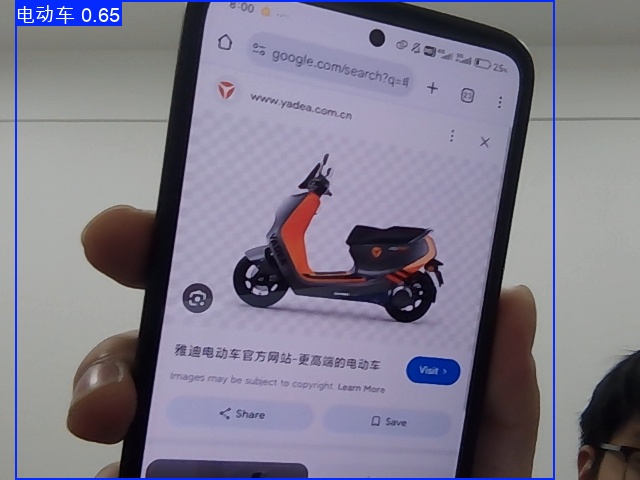 电动车 0.65
6:00
25%
google.com/search?q=
23
www.yadea.com.cn
雅迪电动车官方网站-更高端的电动车
Visit ›
Images may be subject to copyright. Learn More
Share
Save